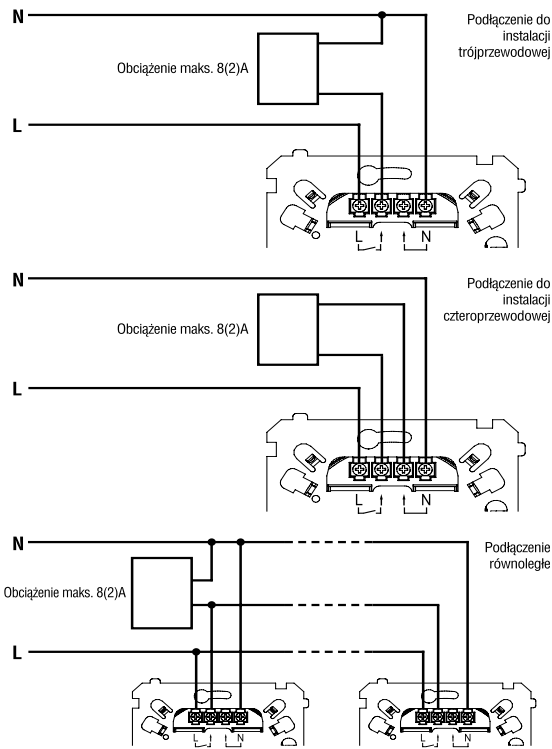 N
Podłączenie do
instalacji
trójprzewodowej
Obciążenie maks. 8(2)A
L
L N
N
Podłączenie do
instalacji
czteroprzewodowej
Obciążenie maks. 8(2)A
L
L N
N
Podłączenie
równoległe
Obciążenie maks. 8(2)A
L
L N
L N